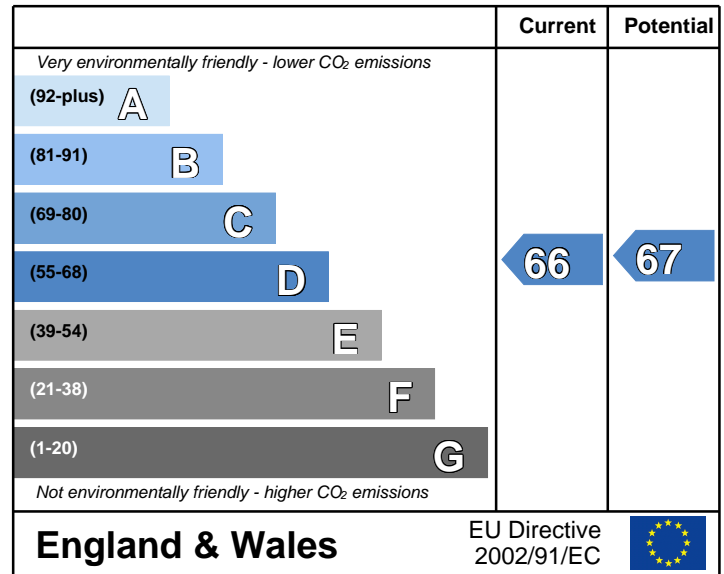 Current Potential
Very environmentally friendly - lower CO₂ emissions
(92-plus) A
(81-91) B
(69-80) C
(55-68) D
66 67
(39-54) E
(21-38) F
(1-20) G
Not environmentally friendly - higher CO₂ emissions
England & Wales
EU Directive
2002/91/EC